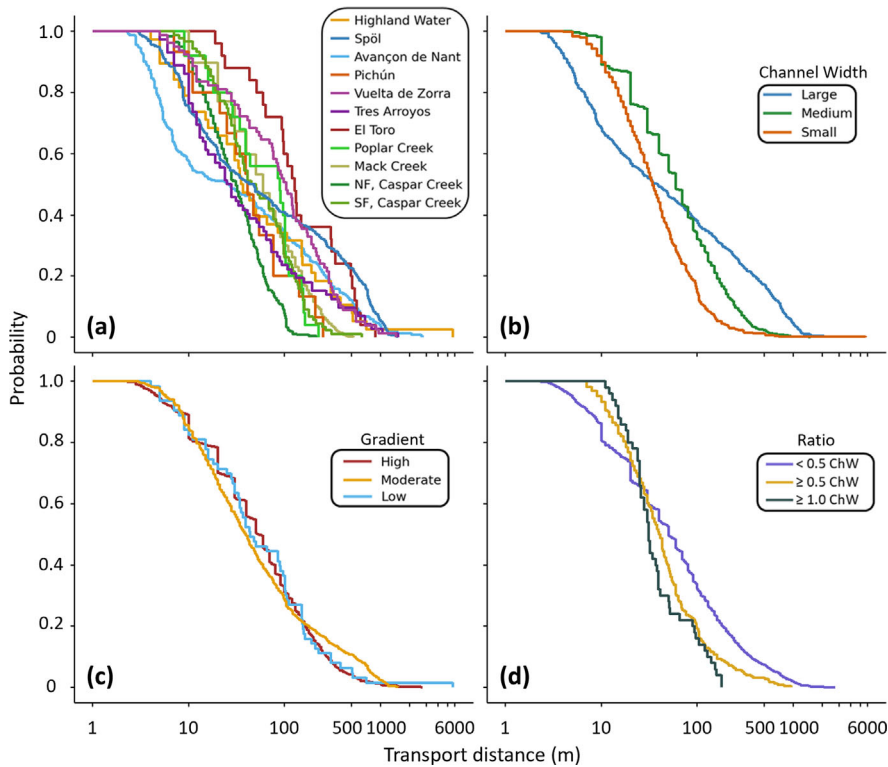 Highland Water
Spöl
Avançon de Nant
Pichún
Vuelta de Zorra
Tres Arroyos
El Toro
Poplar Creek
Mack Creek
NF, Caspar Creek
SF, Caspar Creek
1.0
0.8
0.6
0.4
0.2
0
(a)
Channel Width
Large
Medium
Small
(b)
Probability
1.0
0.8
0.6
0.4
0.2
0
Gradient
High
Moderate
Low
(c)
Ratio
< 0.5 ChW
≥ 0.5 ChW
≥ 1.0 ChW
(d)
1 10 100 500 1000 6000
1 10 100 500 1000 6000
Transport distance (m)